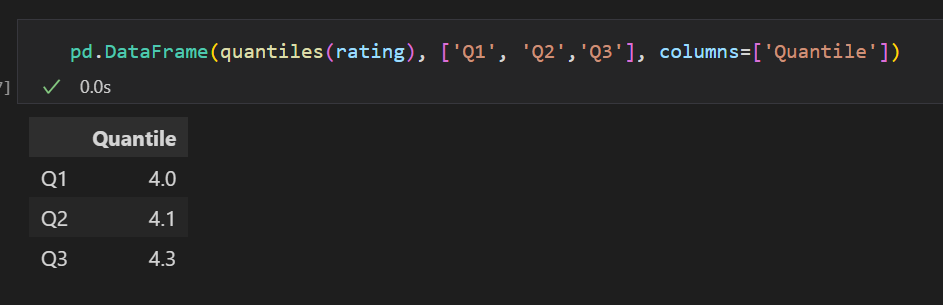 pd.DataFrame(quantiles(rating), ['Q1', 'Q2','Q3'], columns=['Quantile'])
]
0.0s
Quantile
Q1 4.0
Q2 4.1
Q3 4.3